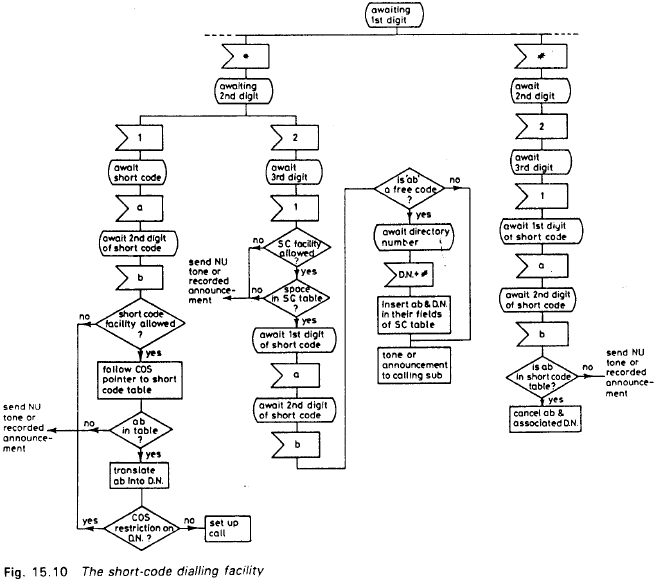 awaiting
1st digit
*
awaiting
2nd digit
1
await
short code
a
await 2nd digit
of short code
b
no
short code
facility allowed
?
yes
follow COS
pointer to short
code table
send NU
tone or
recorded
announce-
ment
no
ab
in table
?
yes
translate
ab into D.N.
yes
COS
restriction on
D.N. ?
no
set up
call
2
await
3rd digit
1
no
SC facility
allowed
?
yes
send NU
tone or
recorded
announce-
ment
no
space
in SC table
?
yes
await 1st digit
of short code
a
await 2nd digit
of short code
b
is 'ab'
a free code
?
no
yes
await directory
number
D.N.+ #
insert ab & D.N.
in their fields
of SC table
tone or
announcement
to calling sub
#
await
2nd digit
2
await
3rd digit
1
await 1st digit
of short code
a
await 2nd digit
of short code
b
is ab
in short code
table?
no
send NU
tone or
recorded
announce-
ment
yes
cancel ab &
associated D.N.
Fig. 15.10 The short-code dialling facility